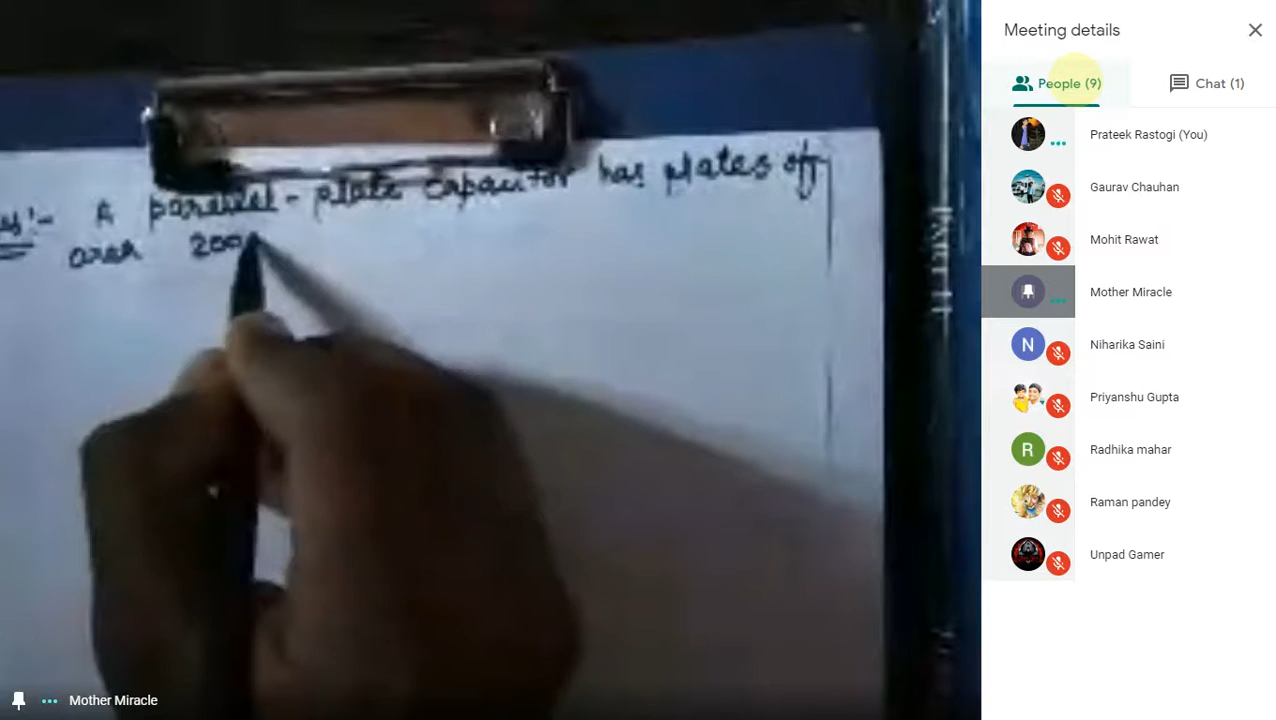 A parallel - plate capacitor has plates of
area 200
Meeting details
People (9)
Chat (1)
Prateek Rastogi (You)
Gaurav Chauhan
Mohit Rawat
Mother Miracle
N Niharika Saini
Priyanshu Gupta
R Radhika mahar
Raman pandey
Unpad Gamer
Mother Miracle